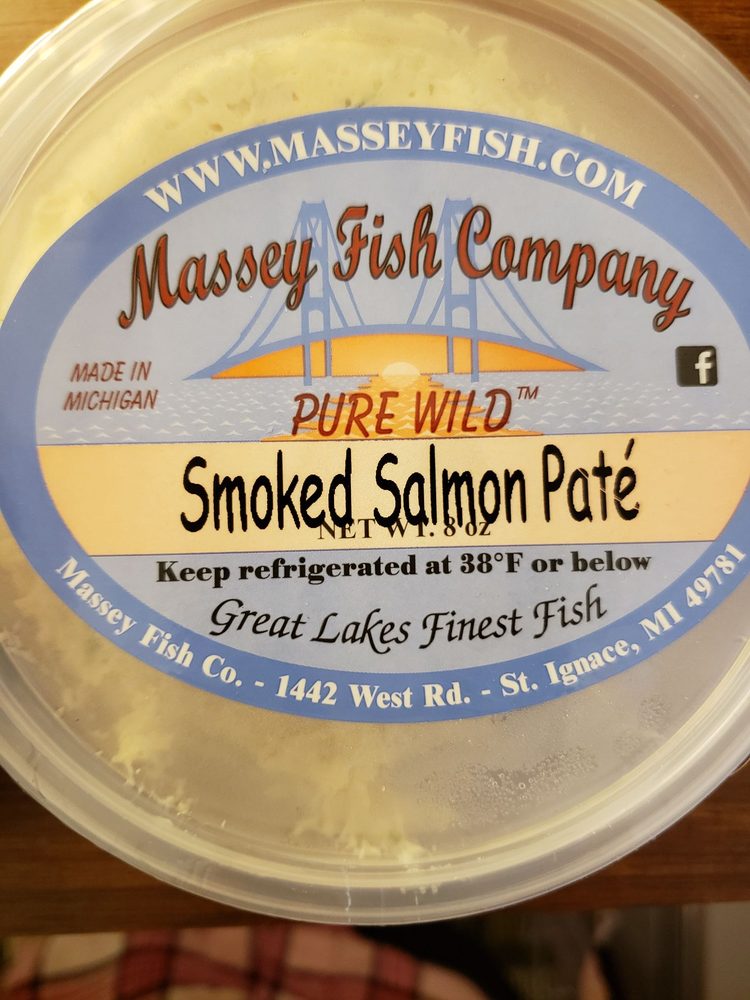 WWW.MASSEYFISH.COM
Massey Fish Company
f
MADE IN
MICHIGAN
PURE WILD™
Smoked Salmon Paté
NET WT. 8 oz
Keep refrigerated at 38°F or below
Great Lakes Finest Fish
Massey Fish Co. - 1442 West Rd. - St. Ignace, MI 49781